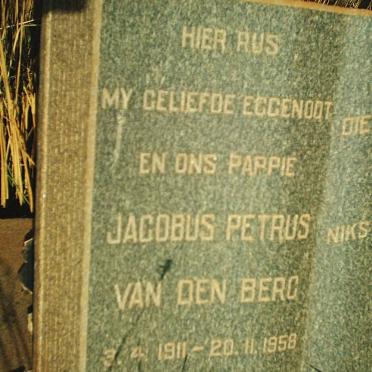 HIER RUS
MY GELIEFDE EGGENOOT
EN ONS PAPPIE
JACOBUS PETRUS
VAN DEN BERG
3.4.1911 - 20.11.1958
DIE
NIKS